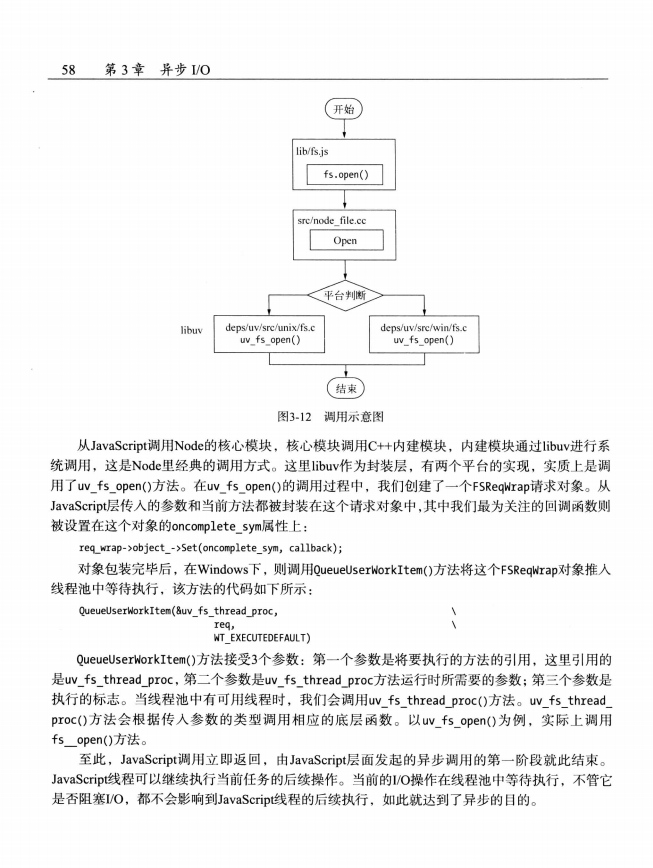 58 第3章 异步 I/O
开始
lib/fs.js
fs.open()
src/node_file.cc
Open
平台判断
libuv
deps/uv/src/unix/fs.c
uv_fs_open()
deps/uv/src/win/fs.c
uv_fs_open()
结束
图3-12 调用示意图
从JavaScript调用Node的核心模块，核心模块调用C++内建模块，内建模块通过libuv进行系
统调用，这是Node里经典的调用方式。这里libuv作为封装层，有两个平台的实现，实质上是调
用了uv_fs_open()方法。在uv_fs_open()的调用过程中，我们创建了一个FSReqWrap请求对象。从
JavaScript层传入的参数和当前方法都被封装在这个请求对象中,其中我们最为关注的回调函数则
被设置在这个对象的oncomplete_sym属性上：
req_wrap->object_->Set(oncomplete_sym, callback);
对象包装完毕后，在Windows下，则调用QueueUserWorkItem()方法将这个FSReqWrap对象推入
线程池中等待执行，该方法的代码如下所示：
QueueUserWorkItem(&uv_fs_thread_proc, \
req, \
WT_EXECUTEDEFAULT)
QueueUserWorkItem()方法接受3个参数：第一个参数是将要执行的方法的引用，这里引用的
是uv_fs_thread_proc，第二个参数是uv_fs_thread_proc方法运行时所需要的参数；第三个参数是
执行的标志。当线程池中有可用线程时，我们会调用uv_fs_thread_proc()方法。uv_fs_thread_
proc()方法会根据传入参数的类型调用相应的底层函数。以uv_fs_open()为例，实际上调用
fs__open()方法。
至此，JavaScript调用立即返回，由JavaScript层面发起的异步调用的第一阶段就此结束。
JavaScript线程可以继续执行当前任务的后续操作。当前的I/O操作在线程池中等待执行，不管它
是否阻塞I/O，都不会影响到JavaScript线程的后续执行，如此就达到了异步的目的。